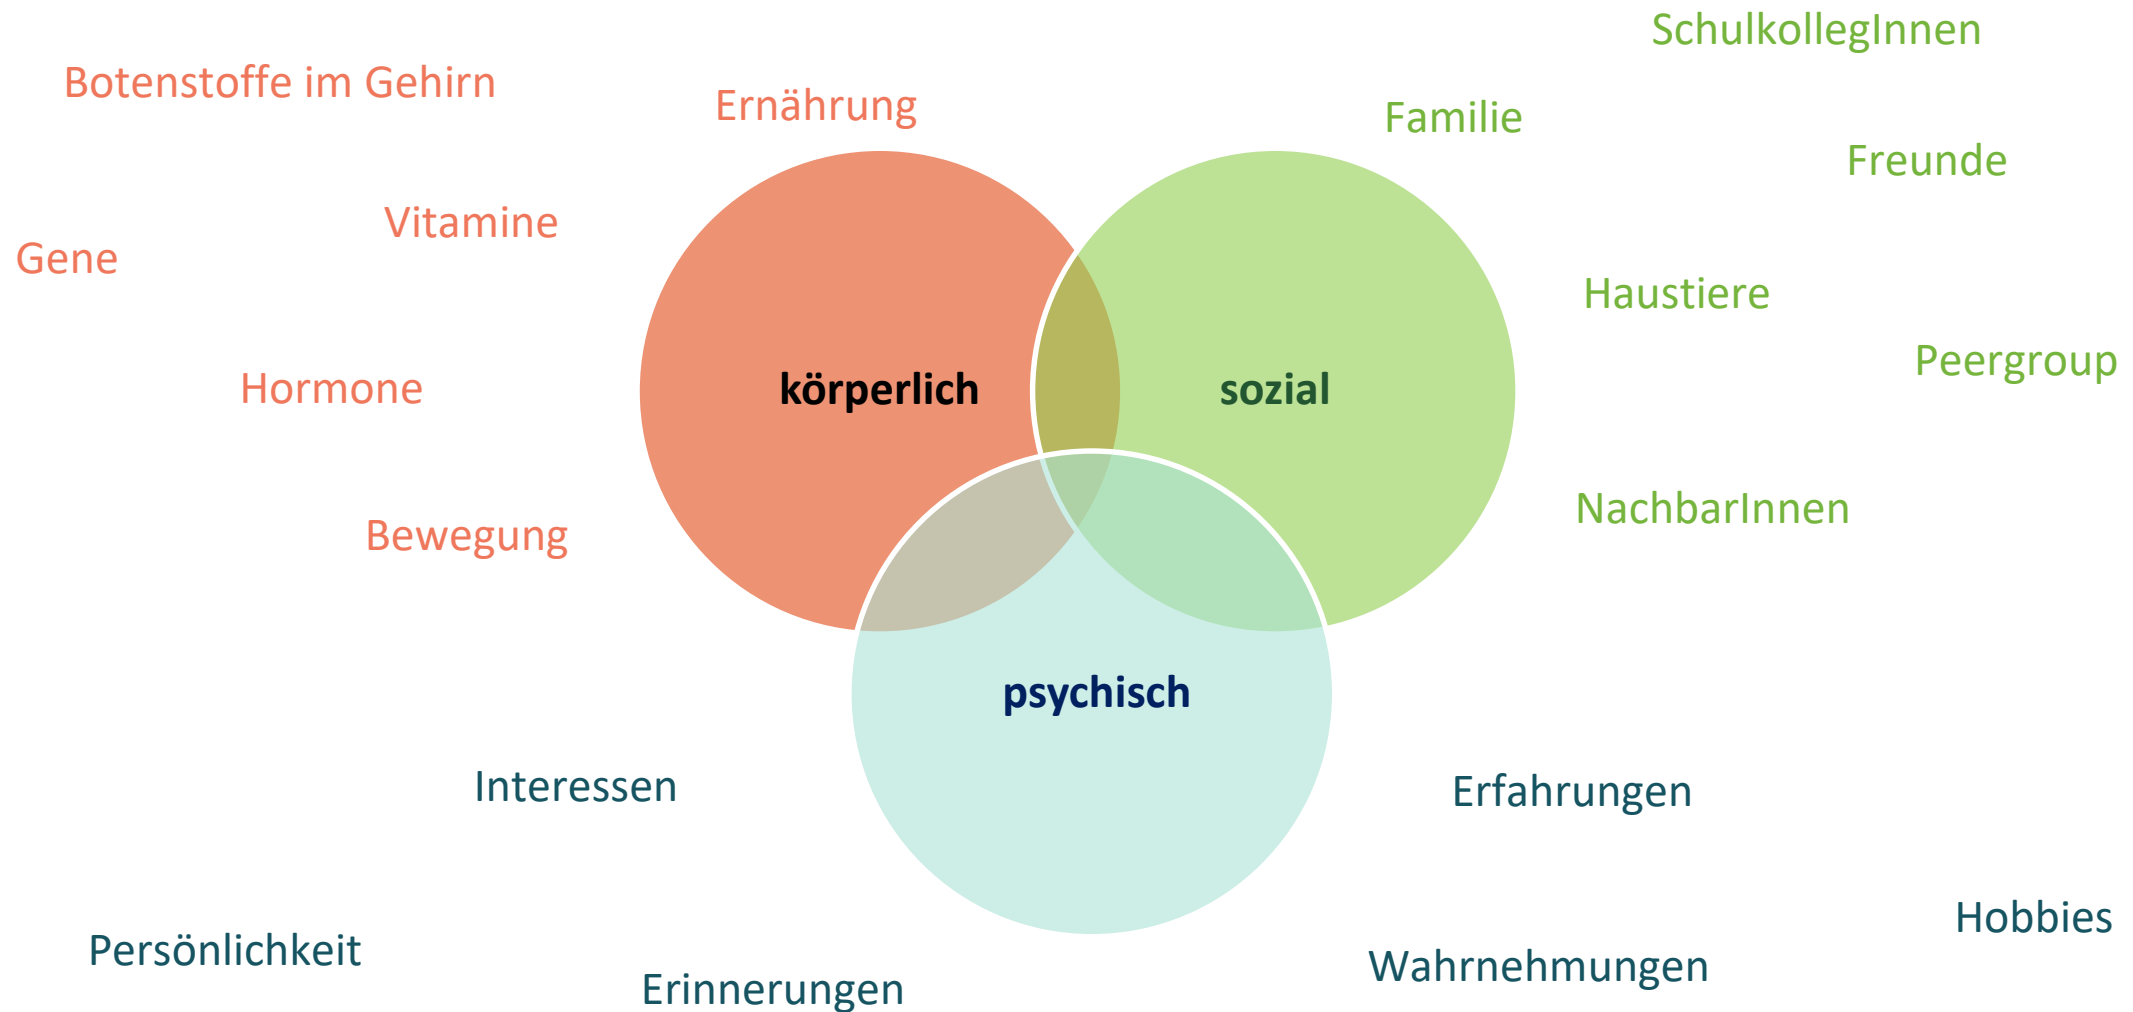 SchulkollegInnen
Botenstoffe im Gehirn
Ernährung
Familie
Freunde
Vitamine
Gene
Haustiere
Peergroup
Hormone
körperlich
sozial
NachbarInnen
Bewegung
psychisch
Interessen
Erfahrungen
Hobbies
Persönlichkeit
Wahrnehmungen
Erinnerungen